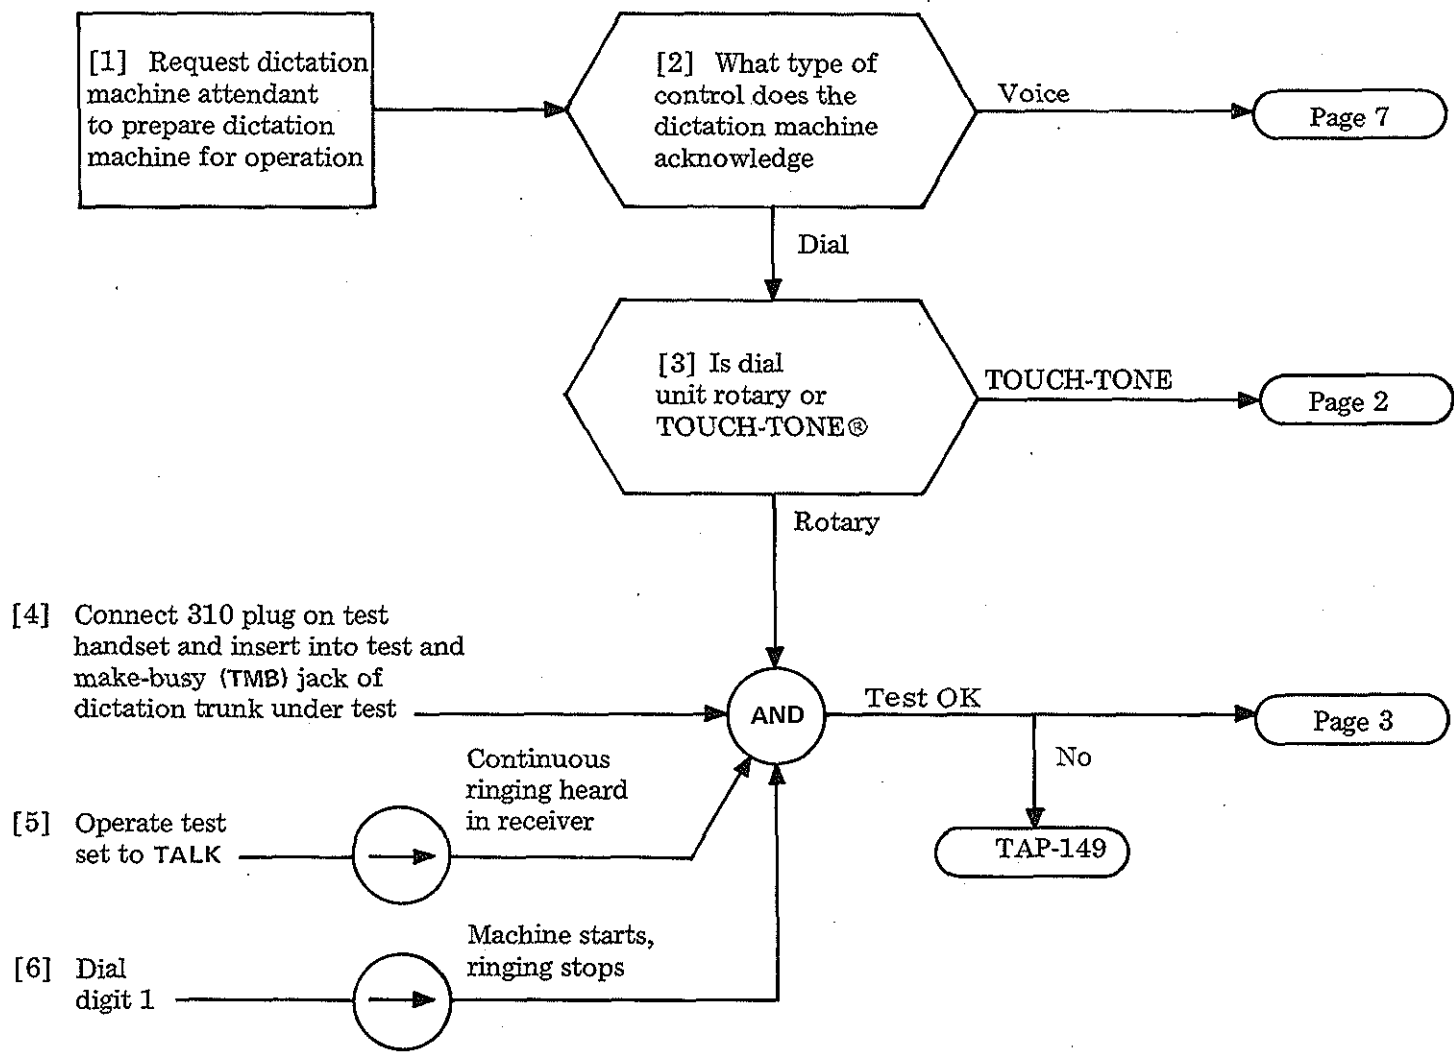 [1] Request dictation
machine attendant
to prepare dictation
machine for operation
[2] What type of
control does the
dictation machine
acknowledge
Voice
Page 7
Dial
[3] Is dial
unit rotary or
TOUCH-TONE®
TOUCH-TONE
Page 2
Rotary
[4] Connect 310 plug on test
handset and insert into test and
make-busy (TMB) jack of
dictation trunk under test
AND
Test OK
Page 3
No
TAP-149
[5] Operate test
set to TALK
Continuous
ringing heard
in receiver
[6] Dial
digit 1
Machine starts,
ringing stops